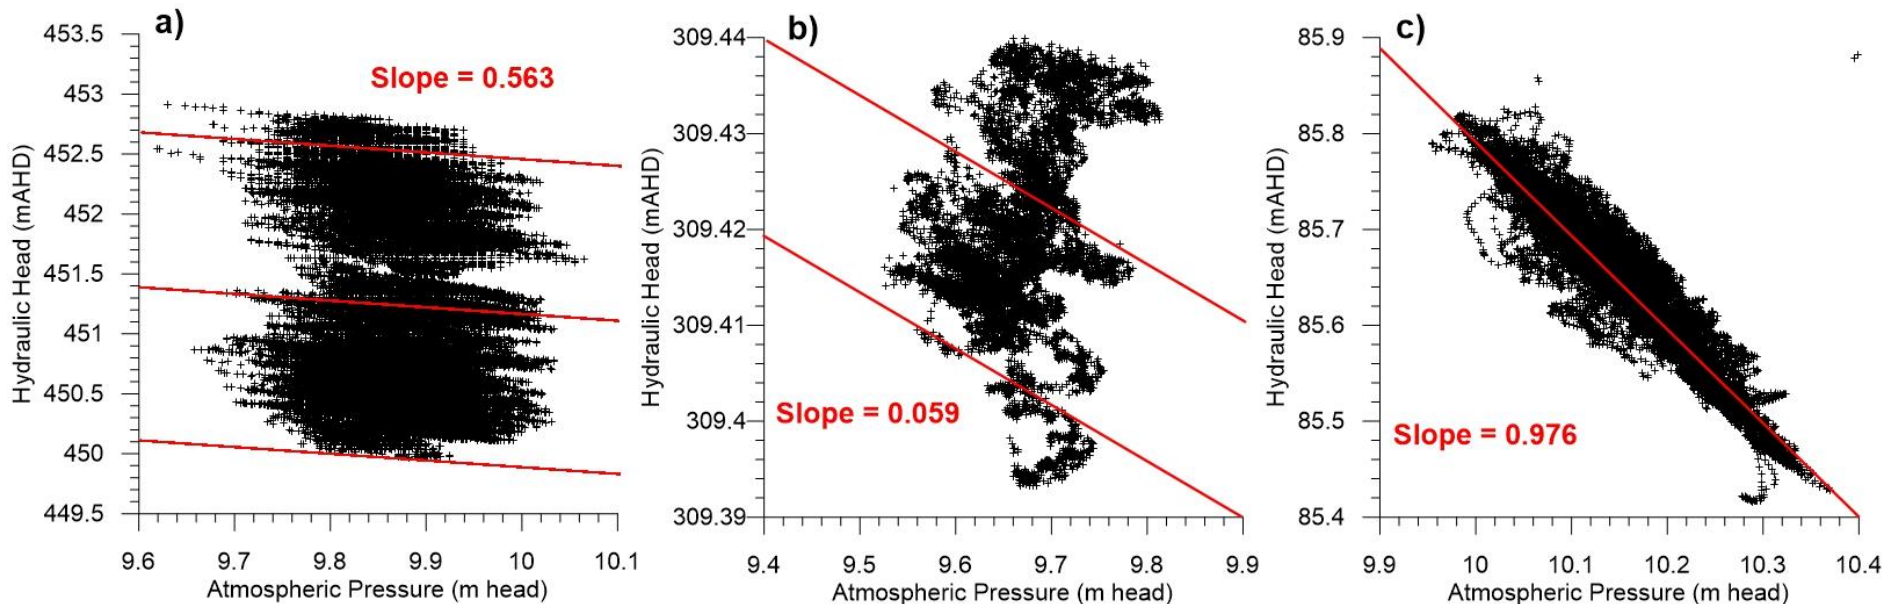 a)
Slope = 0.563
453.5
453
452.5
452
451.5
451
450.5
450
449.5
Hydraulic Head (mAHD)
9.6 9.7 9.8 9.9 10 10.1
Atmospheric Pressure (m head)
b)
309.44
309.43
309.42
309.41
309.4
309.39
Hydraulic Head (mAHD)
Slope = 0.059
9.4 9.5 9.6 9.7 9.8 9.9
Atmospheric Pressure (m head)
c)
85.9
85.8
85.7
85.6
85.5
85.4
Hydraulic Head (mAHD)
Slope = 0.976
9.9 10 10.1 10.2 10.3 10.4
Atmospheric Pressure (m head)